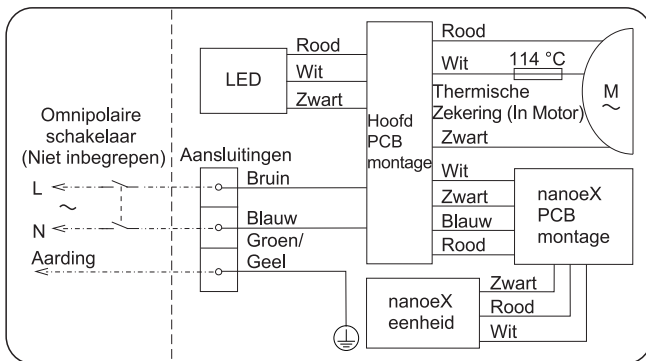 Rood
Wit
Zwart
LED
Omnipolaire
schakelaar
(Niet inbegrepen)
Aansluitingen
L
N
Aarding
Bruin
Blauw
Groen/
Geel
Hoofd
PCB
montage
Rood
Wit
114 °C
Thermische
Zekering (In Motor)
Zwart
M
Wit
Zwart
Blauw
Rood
nanoeX
PCB
montage
nanoeX
eenheid
Zwart
Rood
Wit